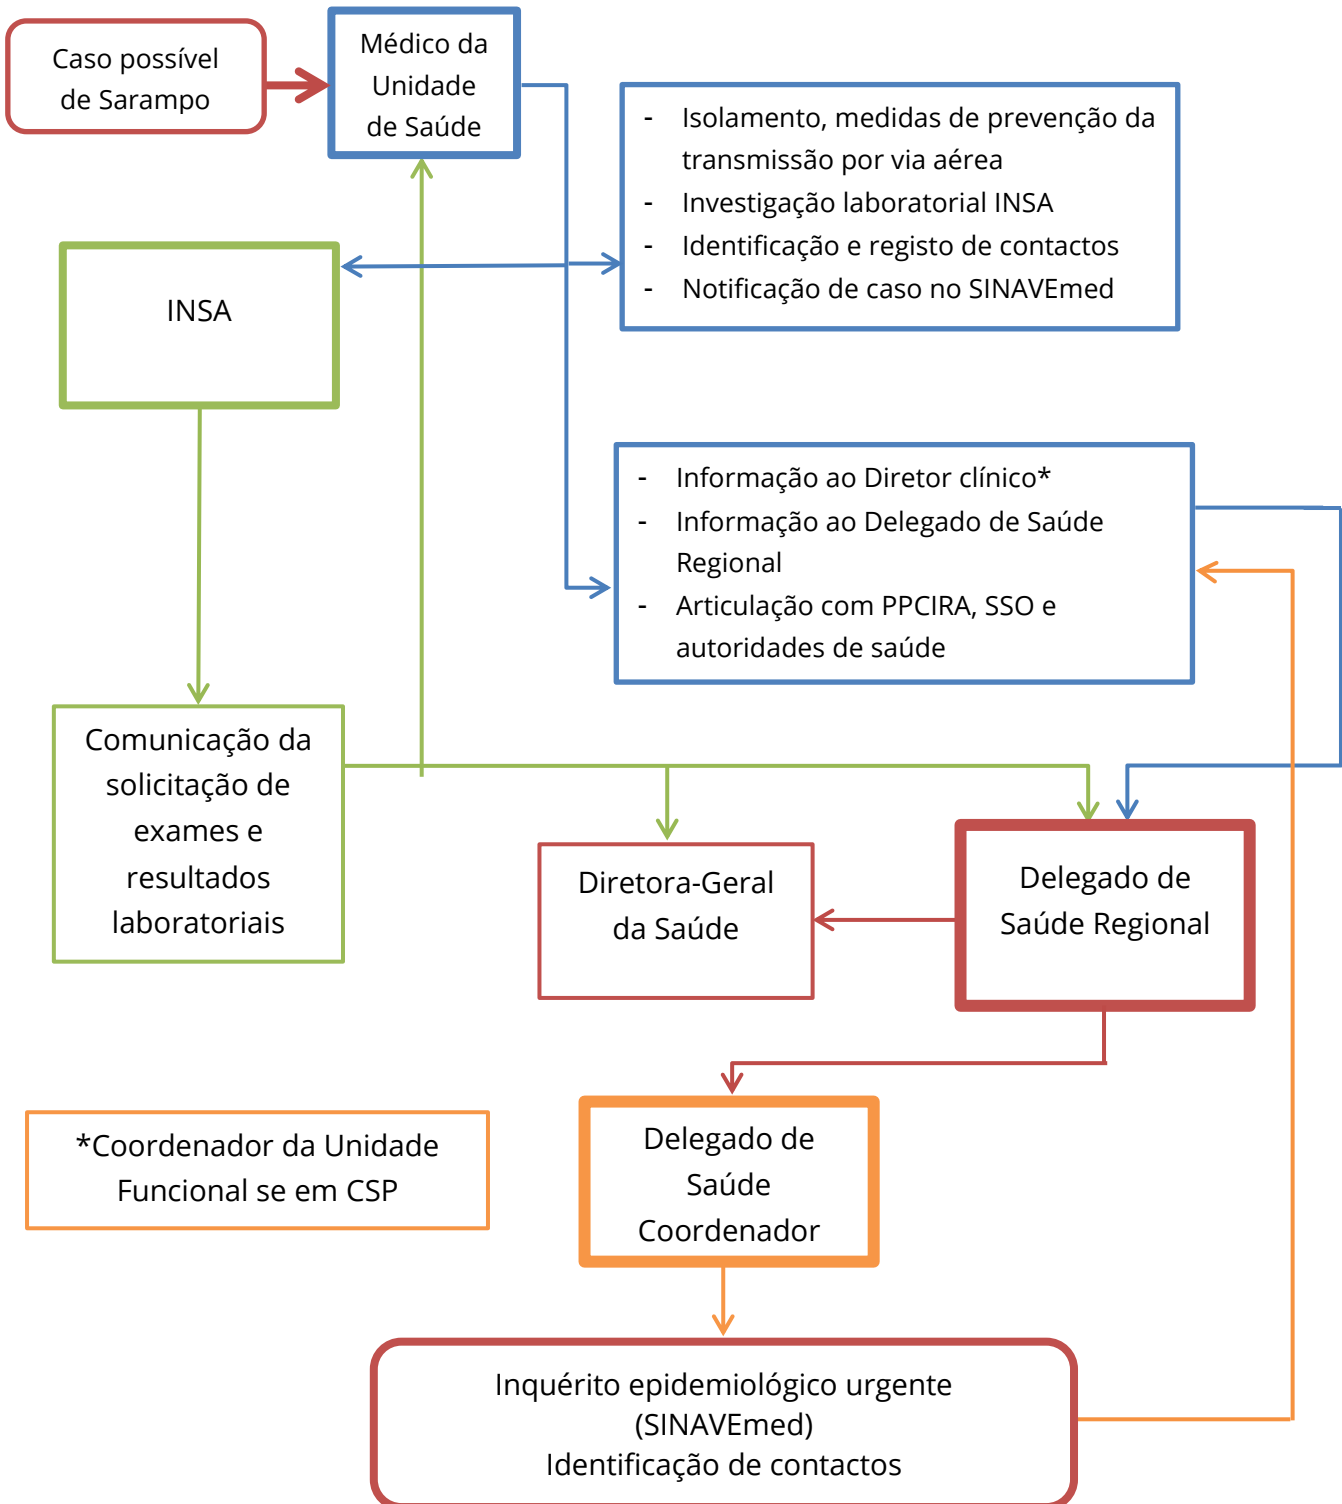 Caso possível
de Sarampo
Médico da
Unidade
de Saúde
- Isolamento, medidas de prevenção da
transmissão por via aérea
- Investigação laboratorial INSA
- Identificação e registo de contactos
- Notificação de caso no SINAVEmed
INSA
- Informação ao Diretor clínico*
- Informação ao Delegado de Saúde
Regional
- Articulação com PPCIRA, SSO e
autoridades de saúde
Comunicação da
solicitação de
exames e
resultados
laboratoriais
Diretora-Geral
da Saúde
Delegado de
Saúde Regional
*Coordenador da Unidade
Funcional se em CSP
Delegado de
Saúde
Coordenador
Inquérito epidemiológico urgente
(SINAVEmed)
Identificação de contactos